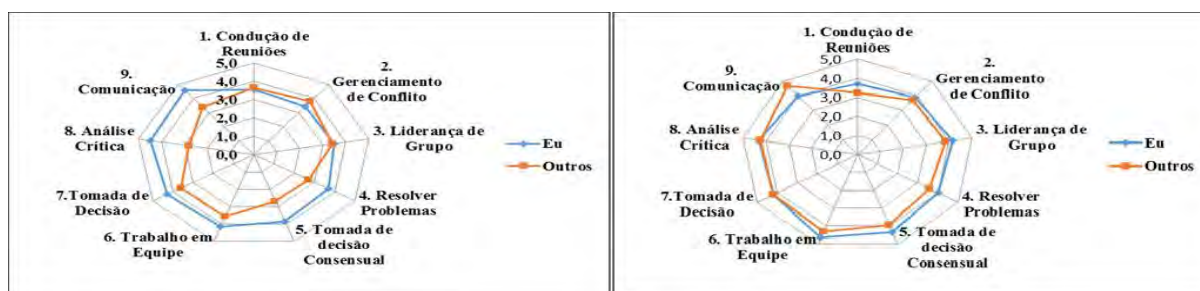 1. Condução de
Reuniões
5,0
4,0
3,0
2,0
1,0
0,0
2.
Gerenciamento
de Conflito
3. Liderança de
Grupo
4. Resolver
Problemas
5. Tomada de
decisão
Consensual
6. Trabalho em
Equipe
7.Tomada de
Decisão
8. Análise
Crítica
9.
Comunicação
Eu
Outros
1. Condução de
Reuniões
5,0
4,0
3,0
2,0
1,0
0,0
2.
Gerenciamento
de Conflito
3. Liderança de
Grupo
4. Resolver
Problemas
5. Tomada de
decisão
Consensual
6. Trabalho em
Equipe
7.Tomada de
Decisão
8. Análise
Crítica
9.
Comunicação
Eu
Outros